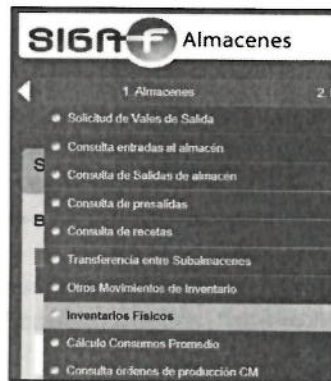 SIGA-F Almacenes
1. Almacenes 2.
Solicitud de Vales de Salida
Consulta entradas al almacén
S
Consulta de Salidas de almacén
Consulta de presalidas
B
Consulta de recetas
Transferencia entre Subalmacenes
Otros Movimientos de Inventario
Inventarios Físicos
Cálculo Consumos Promedio
Consulta órdenes de producción CM